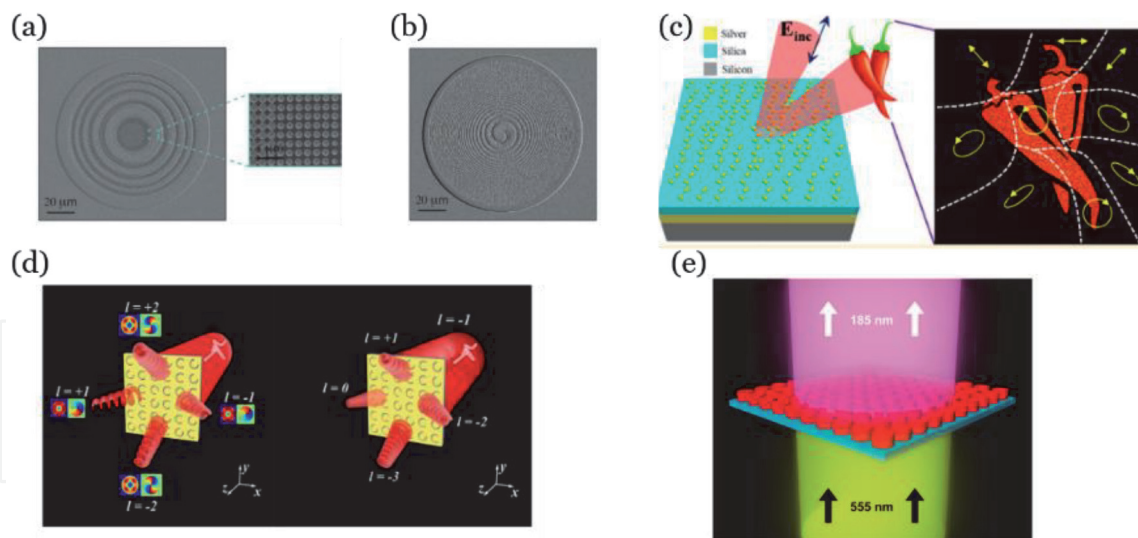 (a)
20 μm
(b)
20 μm
(c)
Silver
Silica
Silicon
E_inc
(d)
l = +2
l = +1
l = -1
l = -2
l = -1
l = +1
l = 0
l = -2
l = -3
y
z
x
y
z
x
(e)
185 nm
555 nm